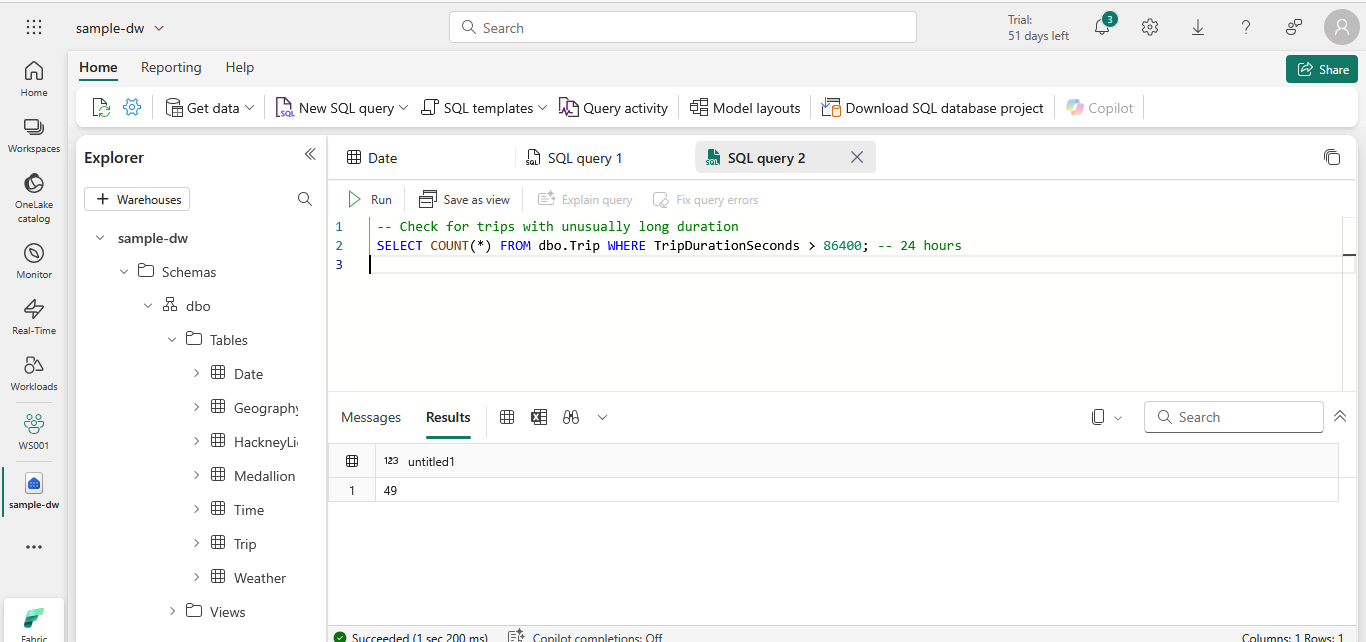 sample-dw
Search
Trial:
51 days left
3
Home
Reporting
Help
Share
Get data
New SQL query
SQL templates
Query activity
Model layouts
Download SQL database project
Copilot
Home
Workspaces
OneLake
catalog
Monitor
Real-Time
Workloads
WS001
sample-dw
Fabric
Explorer
Warehouses
sample-dw
Schemas
dbo
Tables
Date
Geography
HackneyLi
Medallion
Time
Trip
Weather
Views
Date
SQL query 1
SQL query 2
Run
Save as view
Explain query
Fix query errors
1 -- Check for trips with unusually long duration
2 SELECT COUNT(*) FROM dbo.Trip WHERE TripDurationSeconds > 86400; -- 24 hours
3
Messages
Results
Search
123 untitled1
1 49
Succeeded (1 sec 200 ms)
Copilot completions: Off
Columns: 1 Rows: 1